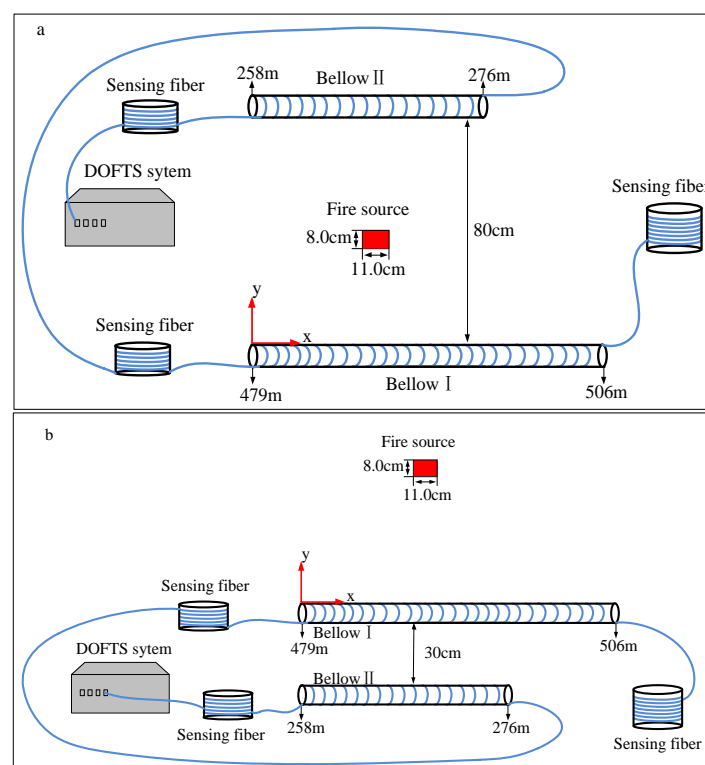 a
258m
Bellow Ⅱ
276m
Sensing fiber
DOFTS sytem
Sensing fiber
Fire source
8.0cm
11.0cm
80cm
y
x
Sensing fiber
Bellow Ⅰ
479m
506m
b
Fire source
8.0cm
11.0cm
y
x
Sensing fiber
Bellow Ⅰ
479m
506m
DOFTS sytem
30cm
Bellow Ⅱ
Sensing fiber
258m
276m
Sensing fiber